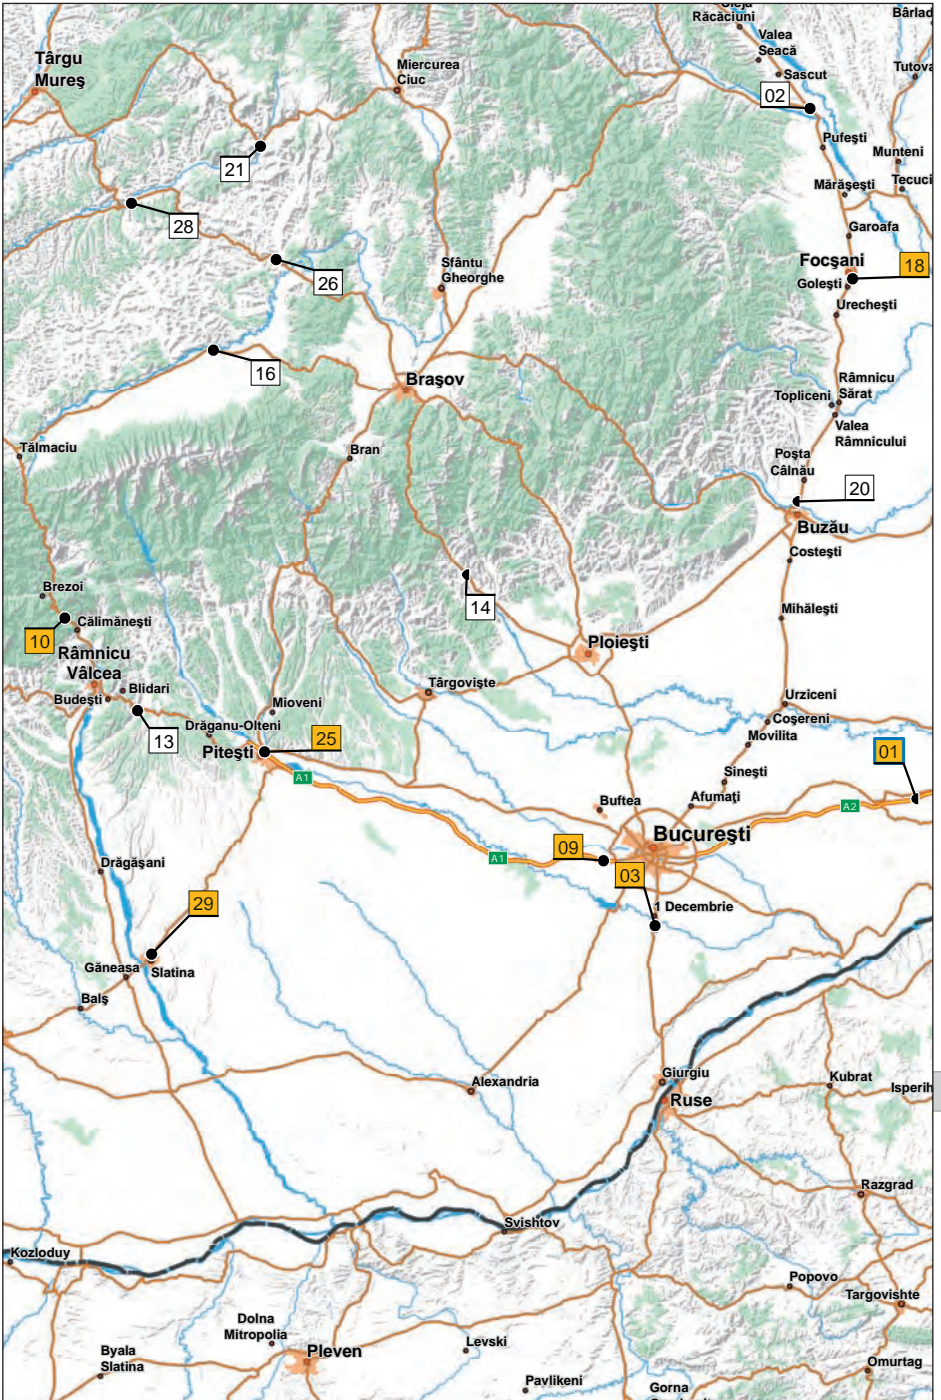 Răcăciuni
Bârlad
Valea
Seacă
Târgu
Mureş
Miercurea
Ciuc
Sascut
Tutova
02
Pufeşti
21
Munteni
Mărăşeşti
Tecuci
28
Garoafa
Focşani
18
26
Sfântu
Gheorghe
Goleşti
Urecheşti
16
Braşov
Râmnicu
Sărat
Topliceni
Valea
Râmnicului
Tălmaciu
Bran
Poşta
Câlnău
20
Buzău
Costeşti
Brezoi
14
Mihăleşti
10
Călimăneşti
Ploieşti
Râmnicu
Vâlcea
Blidari
Budeşti
Târgovişte
Urziceni
Mioveni
13
Coşereni
Drăganu-Olteni
25
Movilita
Piteşti
01
A1
Sineşti
Buftea
Afumaţi
A2
Bucureşti
09
A1
Drăgăşani
03
29
1 Decembrie
Găneasa
Slatina
Balş
Giurgiu
Alexandria
Kubrat
Isperih
Ruse
Razgrad
Svishtov
Kozloduy
Popovo
Targovishte
Dolna
Mitropolia
Byala
Slatina
Pleven
Levski
Omurtag
Pavlikeni
Gorna